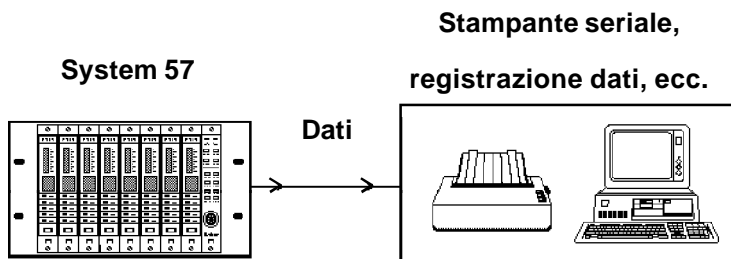 System 57
Stampante seriale,
registrazione dati, ecc.
Dati